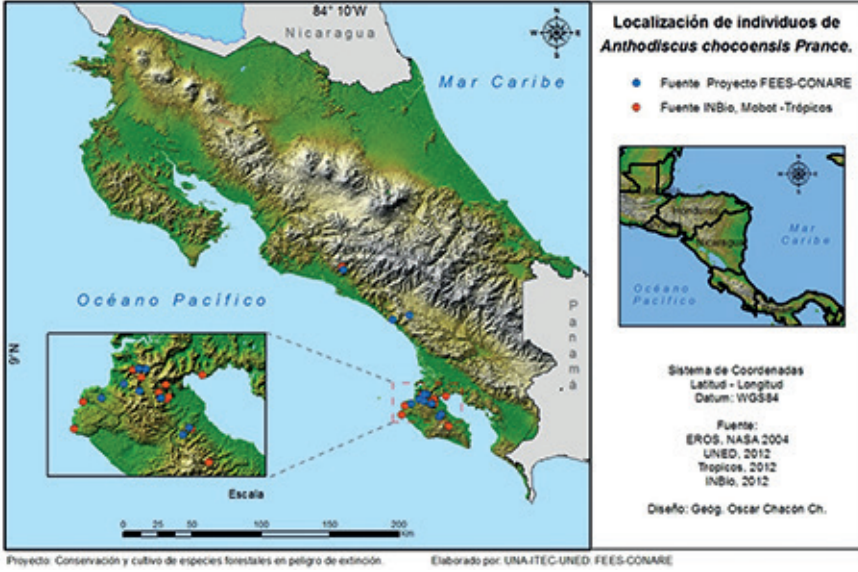 84° 10'W
Nicaragua
Mar Caribe
Océano Pacífico
9°N
Panamá
Escala
0 25 50 100 150 200
Km
Localización de individuos de
Anthodiscus chocoensis Prance.
Fuente Proyecto FEES-CONARE
Fuente INBio, Mobot -Trópicos
N
W E
S
Honduras
Nicaragua
Mar
Caribe
Océano
Pacífico
Sistema de Coordenadas
Latitud - Longitud
Datum: WGS84
Fuente:
EROS, NASA 2004
UNED, 2012
Tropicos, 2012
INBio, 2012
Diseño: Geog. Oscar Chacón Ch.
Proyecto: Conservación y cultivo de especies forestales en peligro de extinción.
Elaborado por: UNA-ITEC-UNED: FEES-CONARE